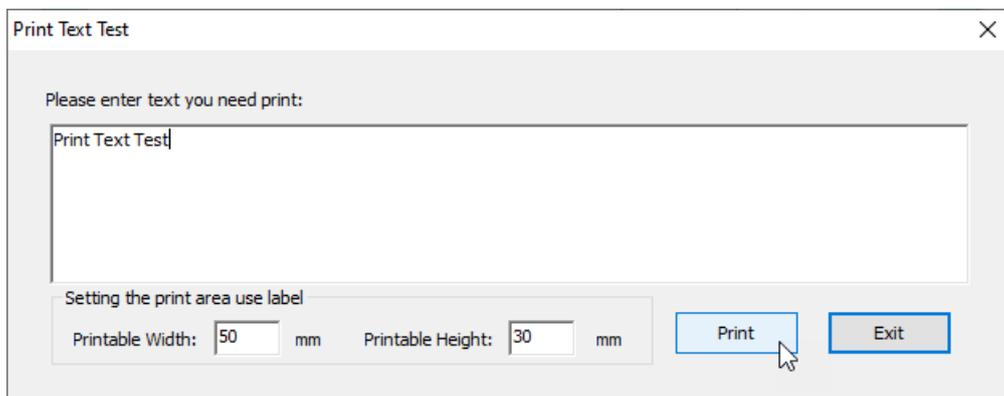 Print Text Test
Please enter text you need print:
Print Text Test
Setting the print area use label
Printable Width: 50 mm Printable Height: 30 mm Print Exit